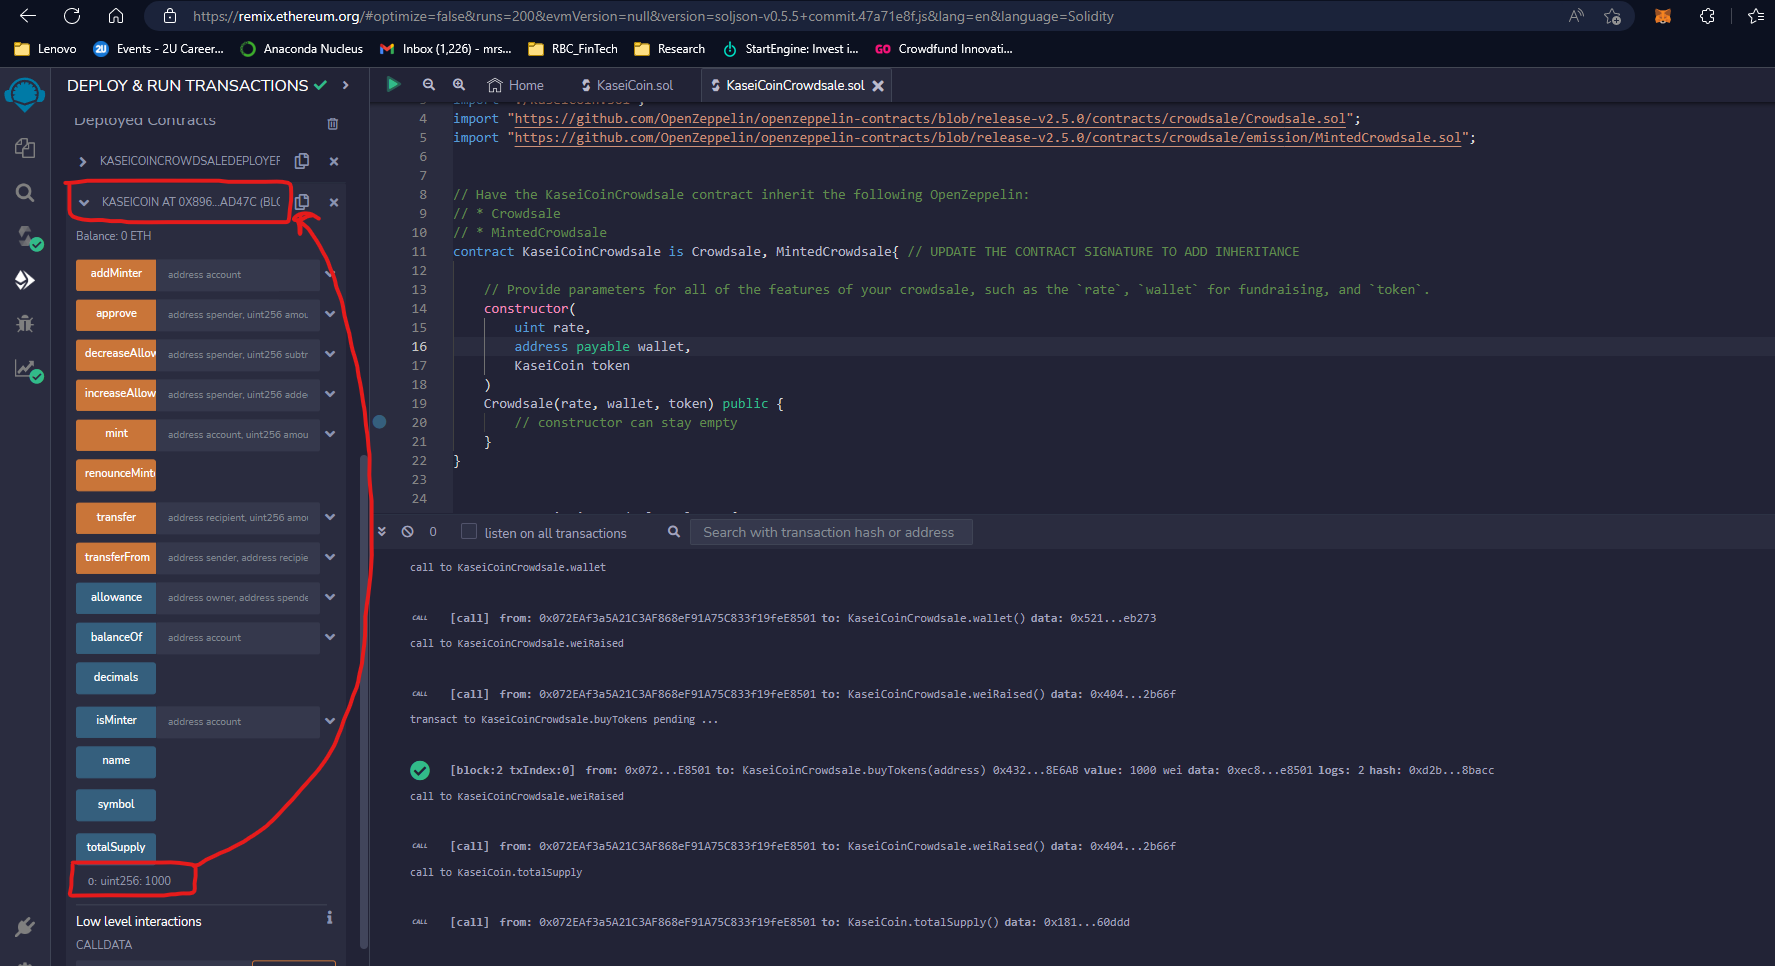 https://remix.ethereum.org/#optimize=false&runs=200&evmVersion=null&version=soljson-v0.5.5+commit.47a71e8f.js&lang=en&language=Solidity
Lenovo
2U Events - 2U Career...
Anaconda Nucleus
Inbox (1,226) - mrs...
RBC_FinTech
Research
StartEngine: Invest i...
GO Crowdfund Innovati...
DEPLOY & RUN TRANSACTIONS
Deployed Contracts
KASEICOINCROWDSALEDEPLOYER
KASEICOIN AT 0X896...AD47C (BLO
Balance: 0 ETH
addMinter address account
approve address spender, uint256 amou
decreaseAllow address spender, uint256 subtr
increaseAllow address spender, uint256 adde
mint address account, uint256 amou
renounceMinte
transfer address recipient, uint256 amou
transferFrom address sender, address recipie
allowance address owner, address spende
balanceOf address account
decimals
isMinter address account
name
symbol
totalSupply
0: uint256: 1000
Low level interactions
CALLDATA
Home
KaseiCoin.sol
KaseiCoinCrowdsale.sol
4 import "https://github.com/OpenZeppelin/openzeppelin-contracts/blob/release-v2.5.0/contracts/crowdsale/Crowdsale.sol";
5 import "https://github.com/OpenZeppelin/openzeppelin-contracts/blob/release-v2.5.0/contracts/crowdsale/emission/MintedCrowdsale.sol";
6
7
8 // Have the KaseiCoinCrowdsale contract inherit the following OpenZeppelin:
9 // * Crowdsale
10 // * MintedCrowdsale
11 contract KaseiCoinCrowdsale is Crowdsale, MintedCrowdsale{ // UPDATE THE CONTRACT SIGNATURE TO ADD INHERITANCE
12
13 // Provide parameters for all of the features of your crowdsale, such as the `rate`, `wallet` for fundraising, and `token`.
14 constructor(
15 uint rate,
16 address payable wallet,
17 KaseiCoin token
18 )
19 Crowdsale(rate, wallet, token) public {
20 // constructor can stay empty
21 }
22 }
23
24
0 listen on all transactions Search with transaction hash or address
call to KaseiCoinCrowdsale.wallet
CALL [call] from: 0x072EAf3a5A21C3AF868eF91A75C833f19feE8501 to: KaseiCoinCrowdsale.wallet() data: 0x521...eb273
call to KaseiCoinCrowdsale.weiRaised
CALL [call] from: 0x072EAf3a5A21C3AF868eF91A75C833f19feE8501 to: KaseiCoinCrowdsale.weiRaised() data: 0x404...2b66f
transact to KaseiCoinCrowdsale.buyTokens pending ...
[block:2 txIndex:0] from: 0x072...E8501 to: KaseiCoinCrowdsale.buyTokens(address) 0x432...8E6AB value: 1000 wei data: 0xec8...e8501 logs: 2 hash: 0xd2b...8bacc
call to KaseiCoinCrowdsale.weiRaised
CALL [call] from: 0x072EAf3a5A21C3AF868eF91A75C833f19feE8501 to: KaseiCoinCrowdsale.weiRaised() data: 0x404...2b66f
call to KaseiCoin.totalSupply
CALL [call] from: 0x072EAf3a5A21C3AF868eF91A75C833f19feE8501 to: KaseiCoin.totalSupply() data: 0x181...60ddd